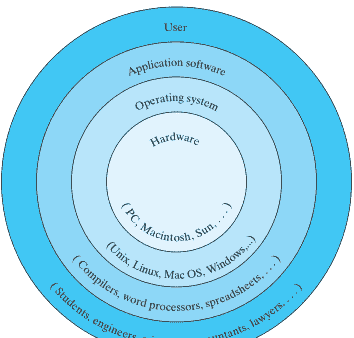 User
Application software
Operating system
Hardware
( PC, Macintosh, Sun, . . . . )
(Unix, Linux, Mac OS, Windows,...)
( Compilers, word processors, spreadsheets, . . . . )
( Students, engineers, lawyers, . . . . )